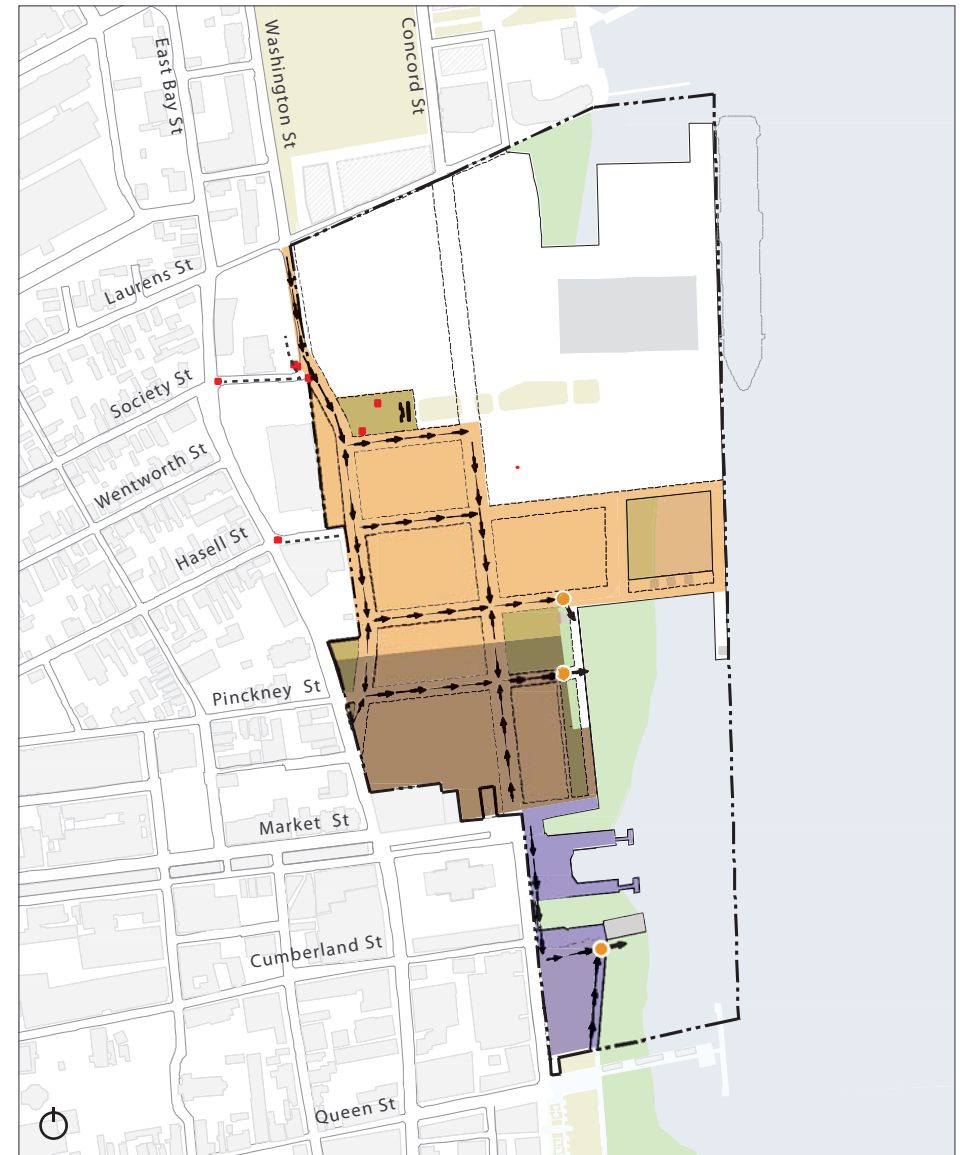 East Bay St
Washington St
Concord St
Laurens St
Society St
Wentworth St
Hasell St
Pinckney St
Market St
Cumberland St
Queen St